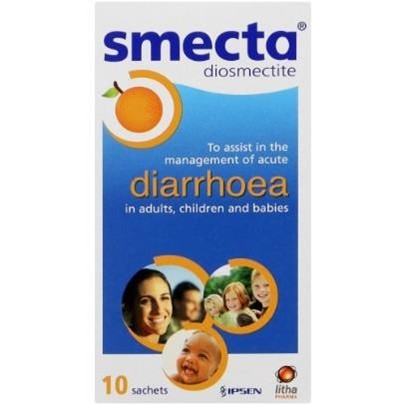 smecta®
diosmectite
To assist in the
management of acute
diarrhoea
in adults, children and babies
10 sachets
IPSEN
litha
PHARMA